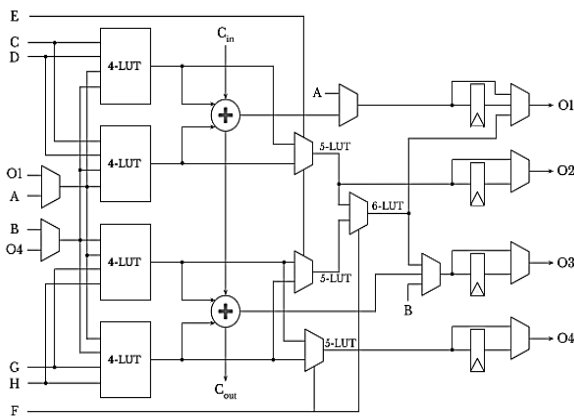 E
C
D
C_in
4-LUT
A
O1
4-LUT
5-LUT
O1
A
O2
6-LUT
B
O4
4-LUT
5-LUT
O3
B
4-LUT
5-LUT
O4
G
H
C_out
F